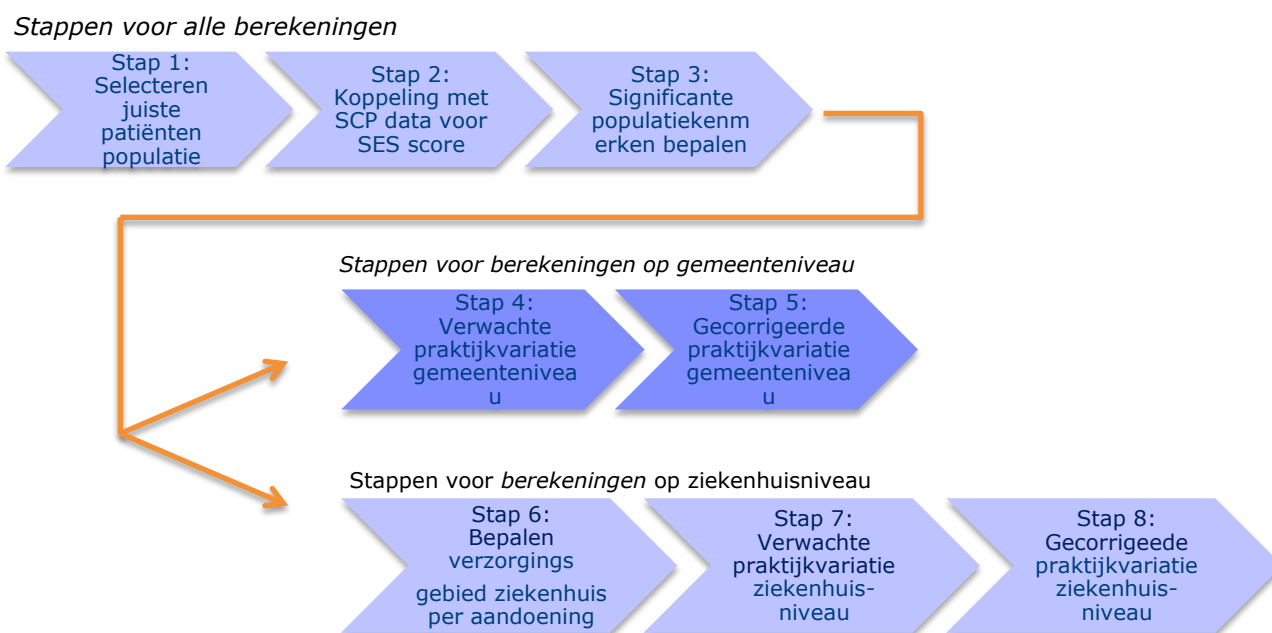 Stappen voor alle berekeningen
Stap 1:
Selecteren
juiste
patiënten
populatie
Stap 2:
Koppeling met
SCP data voor
SES score
Stap 3:
Significante
populatiekenm
erken bepalen
Stappen voor berekeningen op gemeenteniveau
Stap 4:
Verwachte
praktijkvariatie
gemeentenivea
u
Stap 5:
Gecorrigeerde
praktijkvariatie
gemeentenivea
u
Stappen voor berekeningen op ziekenhuisniveau
Stap 6:
Bepalen
verzorgings
gebied ziekenhuis
per aandoening
Stap 7:
Verwachte
praktijkvariatie
ziekenhuis-
niveau
Stap 8:
Gecorrigeede
praktijkvariatie
ziekenhuis-
niveau